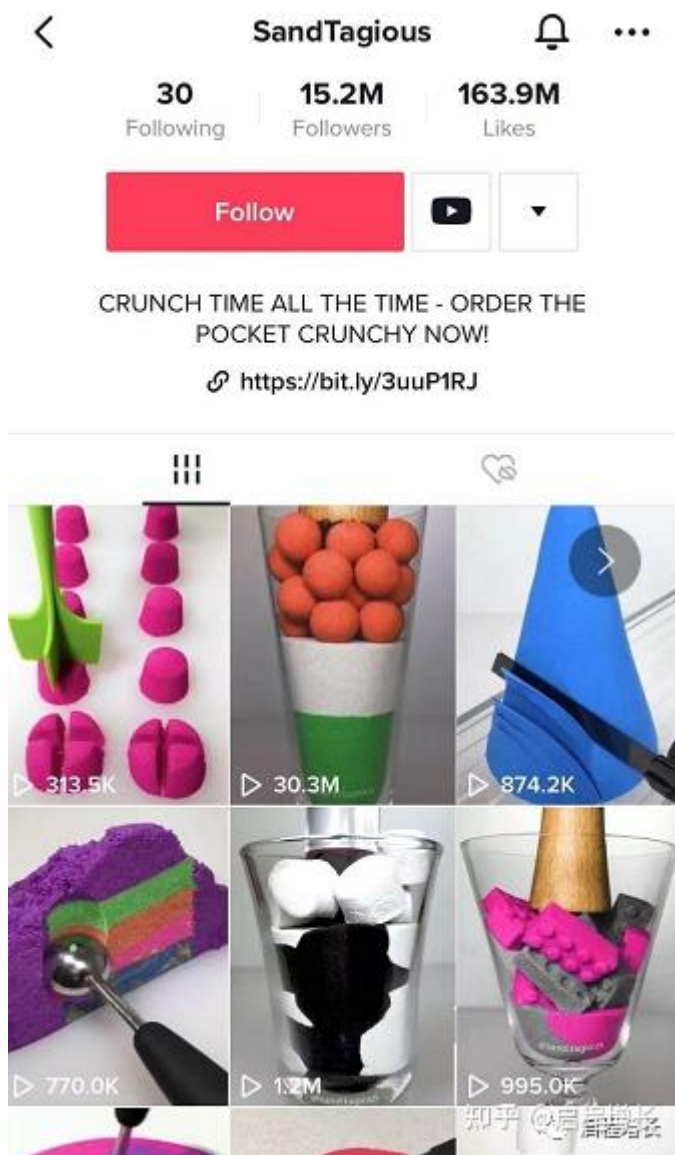 SandTagious
30 15.2M 163.9M
Following Followers Likes
Follow
CRUNCH TIME ALL THE TIME - ORDER THE
POCKET CRUNCHY NOW!
https://bit.ly/3uuP1RJ
313.5K 30.3M 874.2K
@sandtagious
@sandtagious
770.0K 1.2M 995.0K
知乎